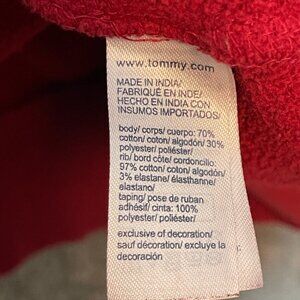 www.tommy.com
MADE IN INDIA/
FABRIQUÉ EN INDE/
HECHO EN INDIA CON
INSUMOS IMPORTADOS/
body/ corps/ cuerpo: 70%
cotton/ coton/ algodón/ 30%
polyester/ poliéster/
rib/ bord côte/ cordoncillo:
97% cotton/ coton/ algodón/
3% elastane/ élasthanne/
elastano/
taping/ pose de ruban
adhésif/ cinta: 100%
polyester/ poliéster/
exclusive of decoration/
sauf décoration/ excluye la
decoración